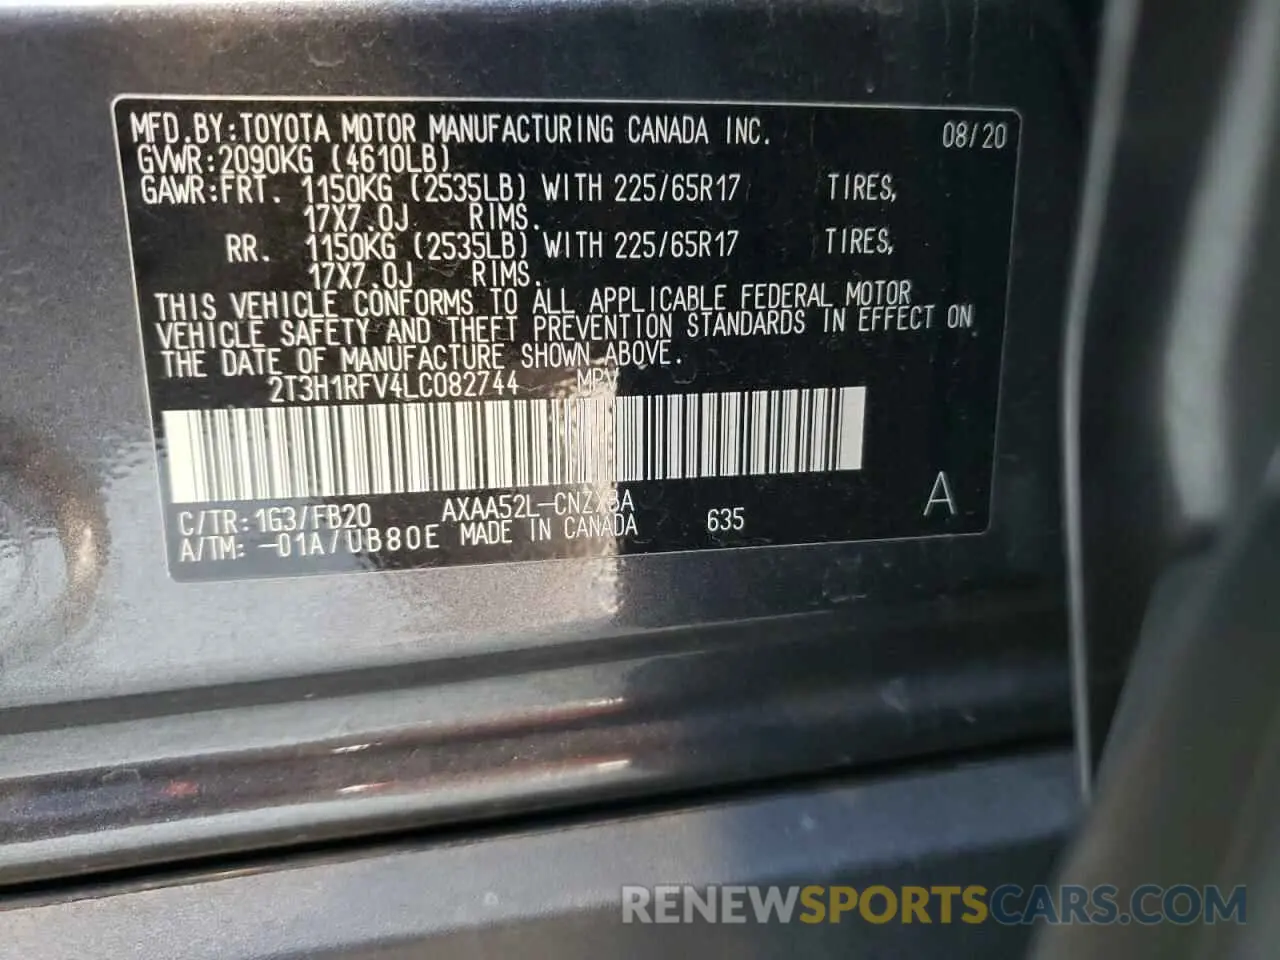 MFD.BY:TOYOTA MOTOR MANUFACTURING CANADA INC. 08/20
GVWR:2090KG (4610LB)
GAWR:FRT. 1150KG (2535LB) WITH 225/65R17 TIRES,
17X7.0J RIMS.
RR. 1150KG (2535LB) WITH 225/65R17 TIRES,
17X7.0J RIMS.
THIS VEHICLE CONFORMS TO ALL APPLICABLE FEDERAL MOTOR
VEHICLE SAFETY AND THEFT PREVENTION STANDARDS IN EFFECT ON
THE DATE OF MANUFACTURE SHOWN ABOVE.
2T3H1RFV4LC082744 MPV
C/TR:1G3/FB20 AXAA52L-CNZXBA
A/TM:-01A/UB80E MADE IN CANADA 635 A
RENEWSPORTSCARS.COM